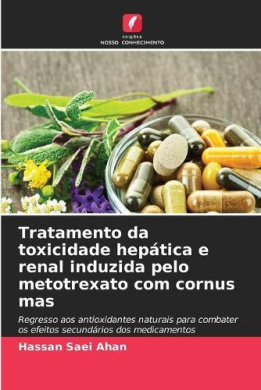 edições
NOSSO CONHECIMENTO
Tratamento da
toxicidade hepática e
renal induzida pelo
metotrexato com cornus
mas
Regresso aos antioxidantes naturais para combater
os efeitos secundários dos medicamentos
Hassan Saei Ahan